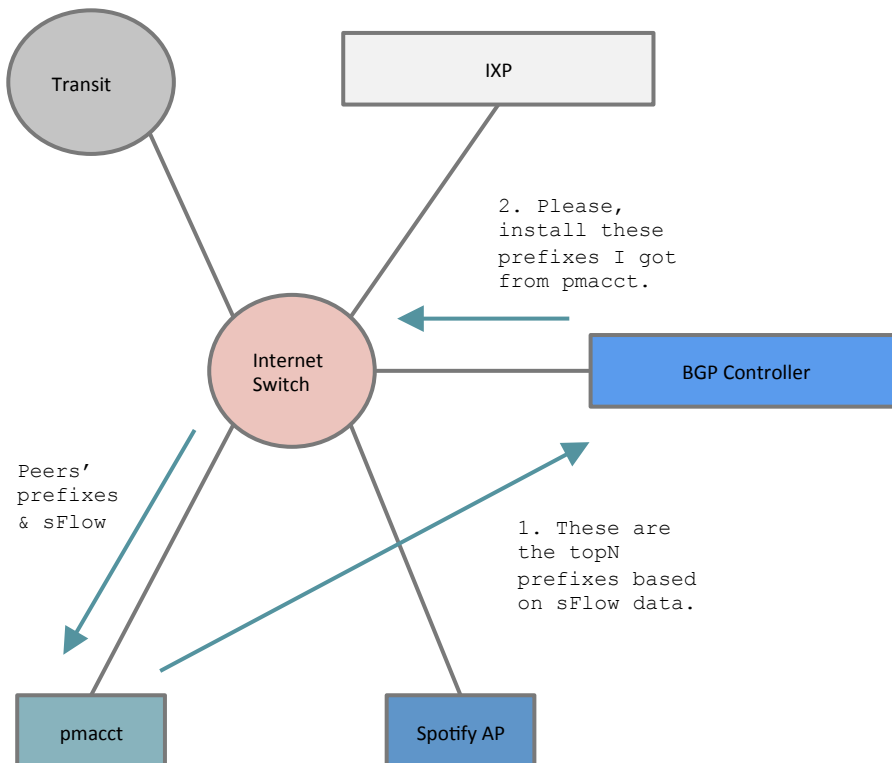 Transit
IXP
2. Please,
install these
prefixes I got
from pmacct.
Internet
Switch
BGP Controller
Peers’
prefixes
& sFlow
1. These are
the topN
prefixes based
on sFlow data.
pmacct
Spotify AP